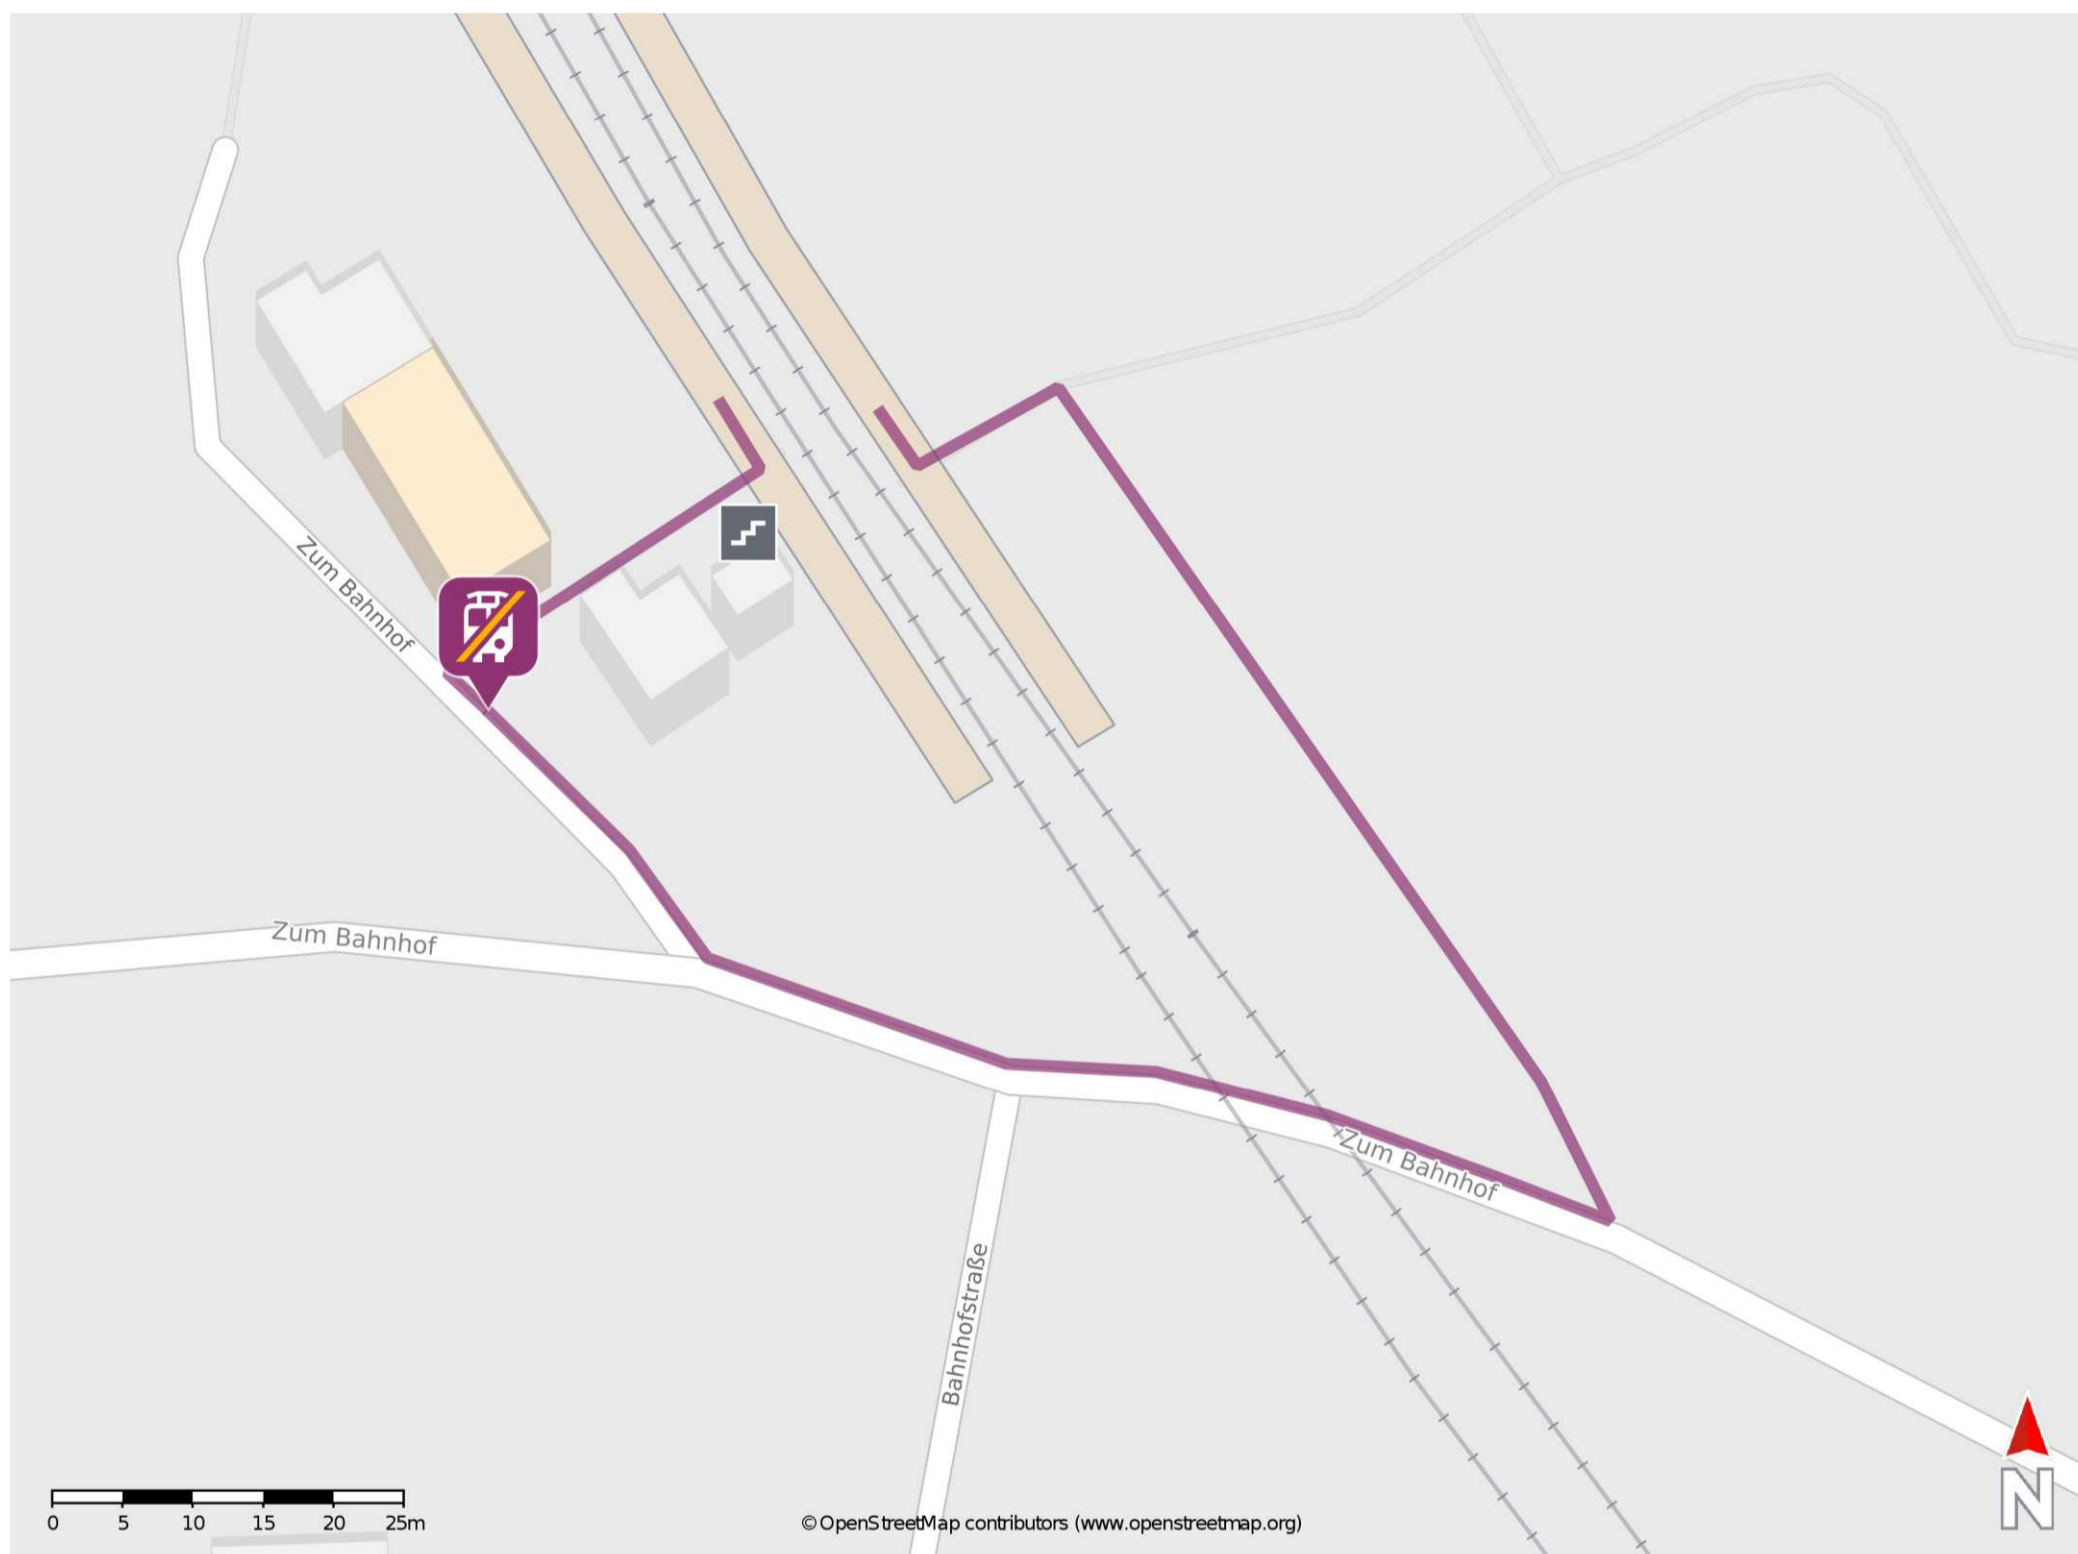 Zum Bahnhof
Zum Bahnhof
Zum Bahnhof
Bahnhofstraße
0 5 10 15 20 25m
©OpenStreetMap contributors (www.openstreetmap.org)
N